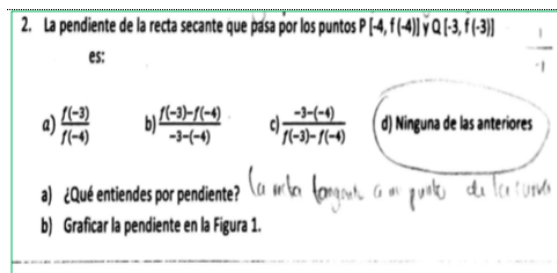 2. La pendiente de la recta secante que pasa por los puntos P [-4, f (-4)] y Q [-3, f (-3)]
es:
1
-1
a) f(-3)/f(-4) b) f(-3)-f(-4)/-3-(-4) c) -3-(-4)/f(-3)-f(-4) d) Ninguna de las anteriores
a) ¿Qué entiendes por pendiente? la recta tangente a un punto de la curva
b) Graficar la pendiente en la Figura 1.